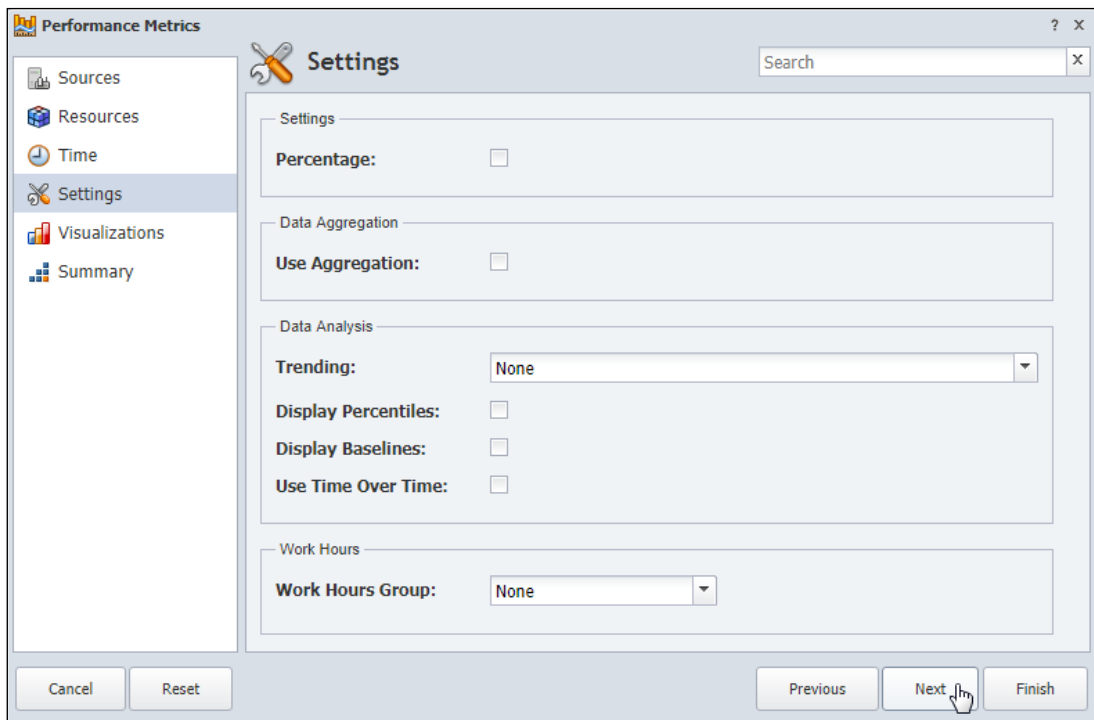 Performance Metrics
? X
Sources
Resources
Time
Settings
Visualizations
Summary
Settings
Search
X
Settings
Percentage:
Data Aggregation
Use Aggregation:
Data Analysis
Trending:
None
Display Percentiles:
Display Baselines:
Use Time Over Time:
Work Hours
Work Hours Group:
None
Cancel
Reset
Previous
Next
Finish